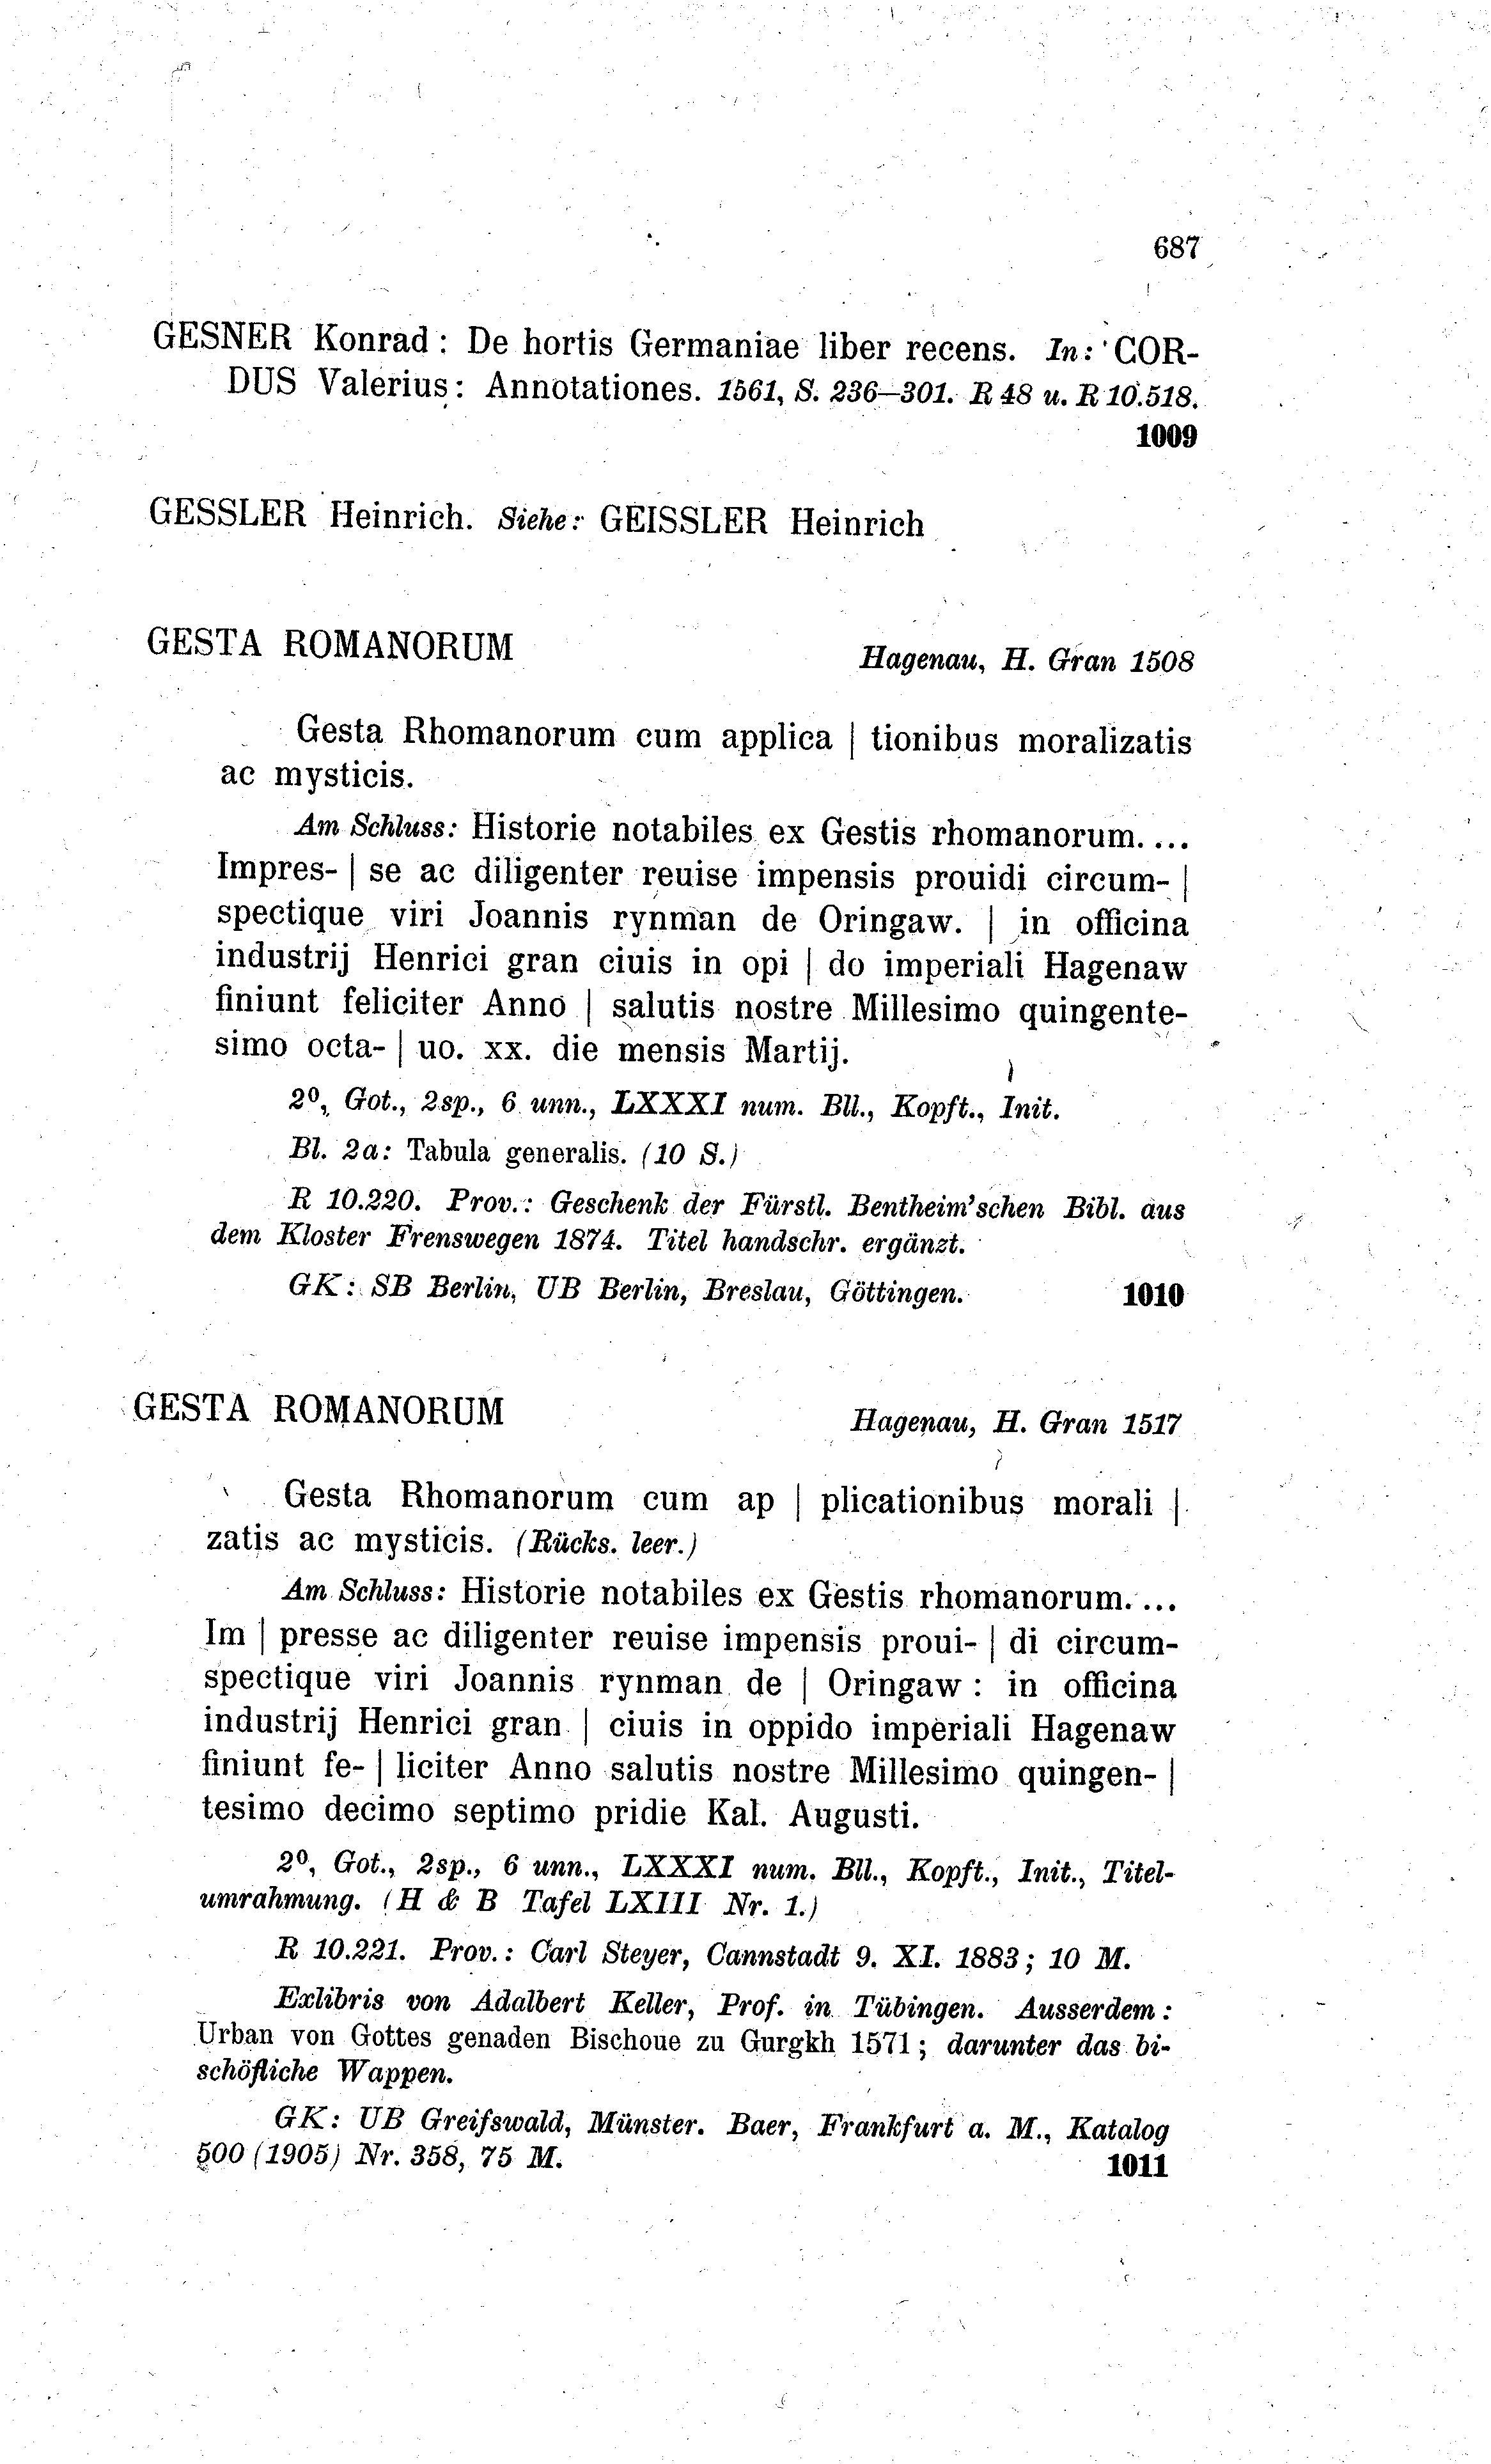 687
GESNER Konrad: De hortis Germaniae liber recens. In: COR-
DUS Valerius: Annotationes. 1561, S. 236—301. R 48 u. R 10.518.
1009
GESSLER Heinrich. Siehe: GEISSLER Heinrich
GESTA ROMANORUM
Hagenau, H. Gran 1508
Gesta Rhomanorum cum applica | tionibus moralizatis
ac mysticis.
Am Schluss: Historie notabiles ex Gestis rhomanorum. ...
Impres- | se ac diligenter reuise impensis prouidi circum- |
spectique viri Joannis rynman de Oringaw. | in officina
industrij Henrici gran ciuis in opi | do imperiali Hagenaw
finiunt feliciter Anno | salutis nostre Millesimo quingente-
simo octa- | uo. xx. die mensis Martij.
2⁰, Got., 2sp., 6 unn., LXXXI num. Bll., Kopft., Init.
Bl. 2a: Tabula generalis. (10 S.)
R 10.220. Prov.: Geschenk der Fürstl. Bentheim'schen Bibl. aus
dem Kloster Frenswegen 1874. Titel handschr. ergänzt.
GK: SB Berlin, UB Berlin, Breslau, Göttingen.
1010
GESTA ROMANORUM
Hagenau, H. Gran 1517
Gesta Rhomanorum cum ap | plicationibus morali |
zatis ac mysticis. (Rücks. leer.)
Am Schluss: Historie notabiles ex Gestis rhomanorum. ...
Im | presse ac diligenter reuise impensis proui- | di circum-
spectique viri Joannis rynman de | Oringaw : in officina
industrij Henrici gran | ciuis in oppido imperiali Hagenaw
finiunt fe- | liciter Anno salutis nostre Millesimo quingen- |
tesimo decimo septimo pridie Kal. Augusti.
2⁰, Got., 2sp., 6 unn., LXXXI num. Bll., Kopft., Init., Titel-
umrahmung. (H & B Tafel LXIII Nr. 1.)
R 10.221. Prov.: Carl Steyer, Cannstadt 9. XI. 1883; 10 M.
Exlibris von Adalbert Keller, Prof. in Tübingen. Ausserdem:
Urban von Gottes genaden Bischoue zu Gurgkh 1571; darunter das bi-
schöfliche Wappen.
GK: UB Greifswald, Münster. Baer, Frankfurt a. M., Katalog
500 (1905) Nr. 358, 75 M.
1011